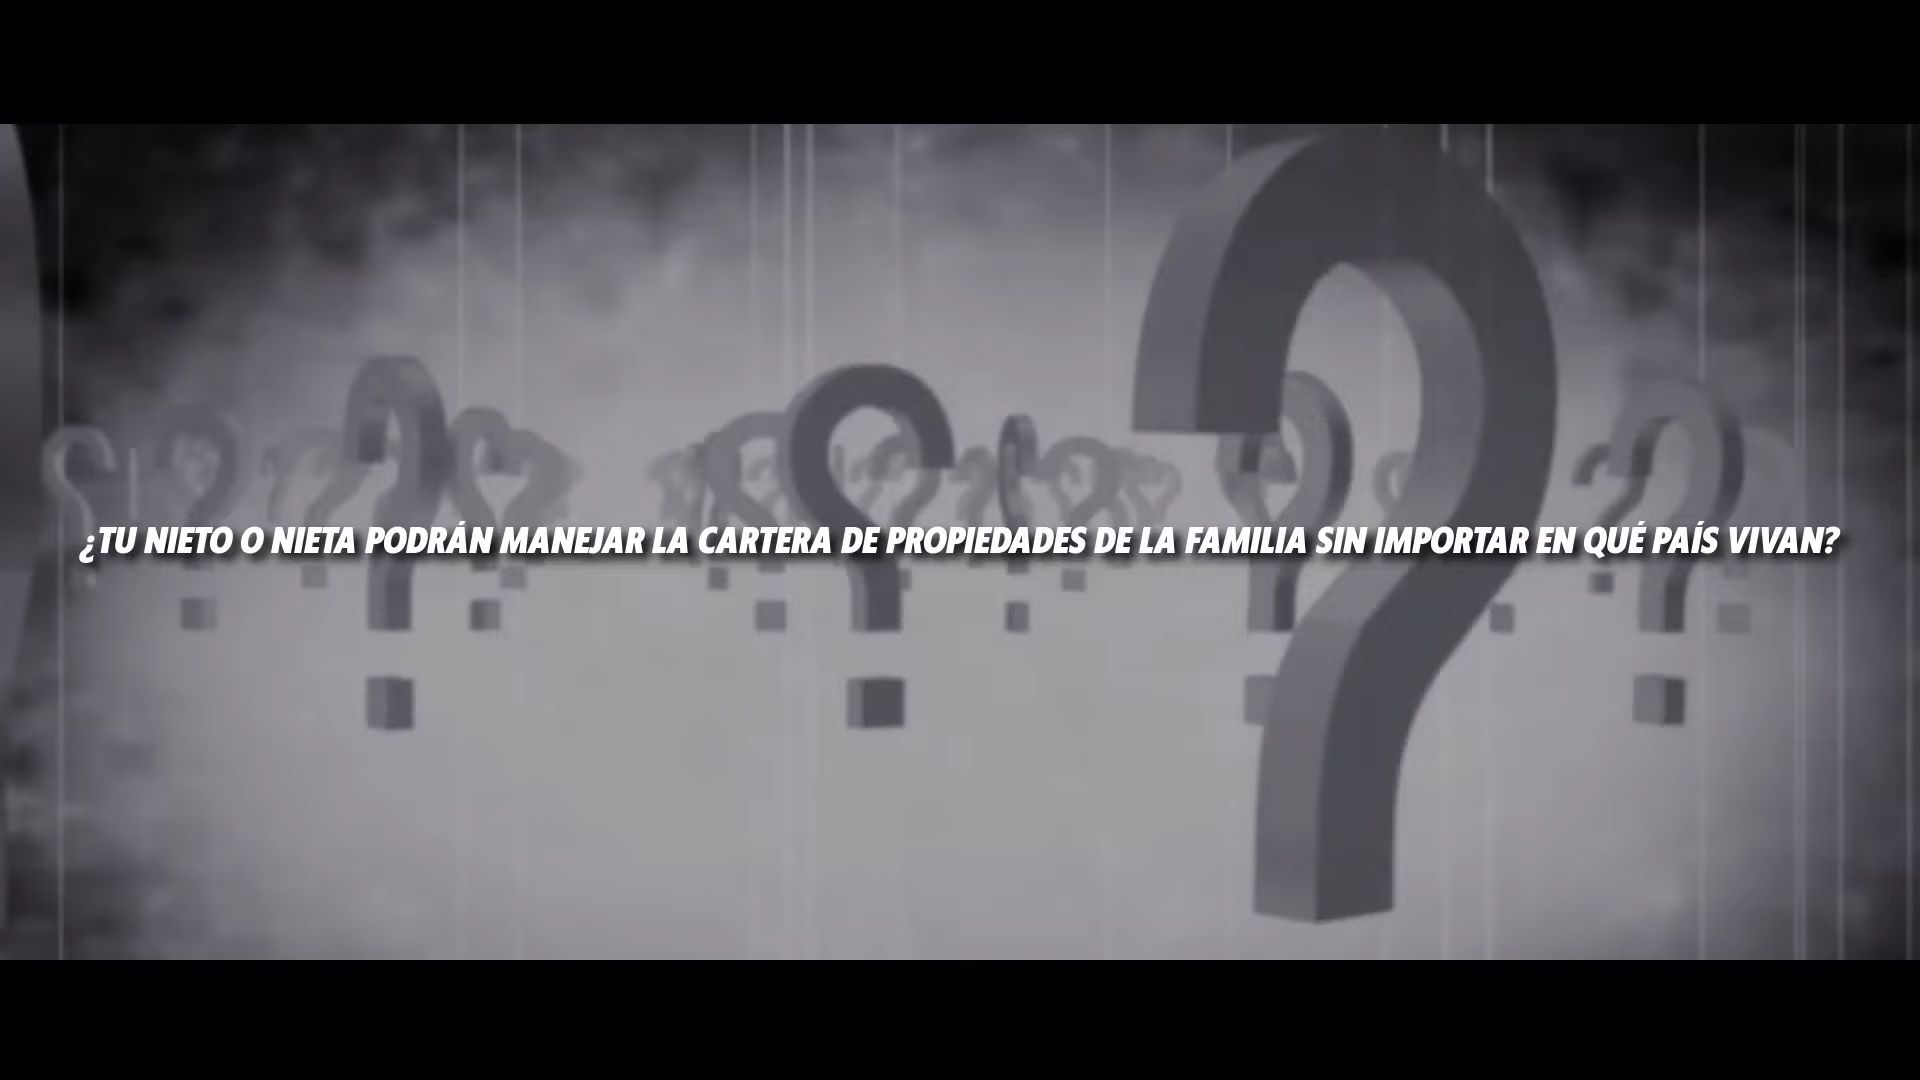 ¿TU NIETO O NIETA PODRÁN MANEJAR LA CARTERA DE PROPIEDADES DE LA FAMILIA SIN IMPORTAR EN QUÉ PAÍS VIVAN?